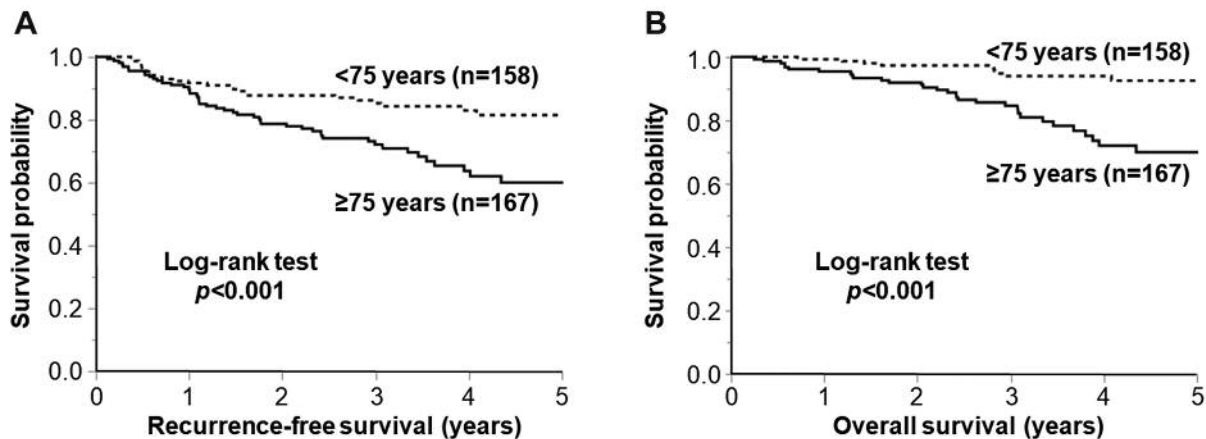 A
Survival probability
1.0
0.8
0.6
0.4
0.2
0.0
<75 years (n=158)
≥75 years (n=167)
Log-rank test
p<0.001
0 1 2 3 4 5
Recurrence-free survival (years)
B
Survival probability
1.0
0.8
0.6
0.4
0.2
0.0
<75 years (n=158)
≥75 years (n=167)
Log-rank test
p<0.001
0 1 2 3 4 5
Overall survival (years)